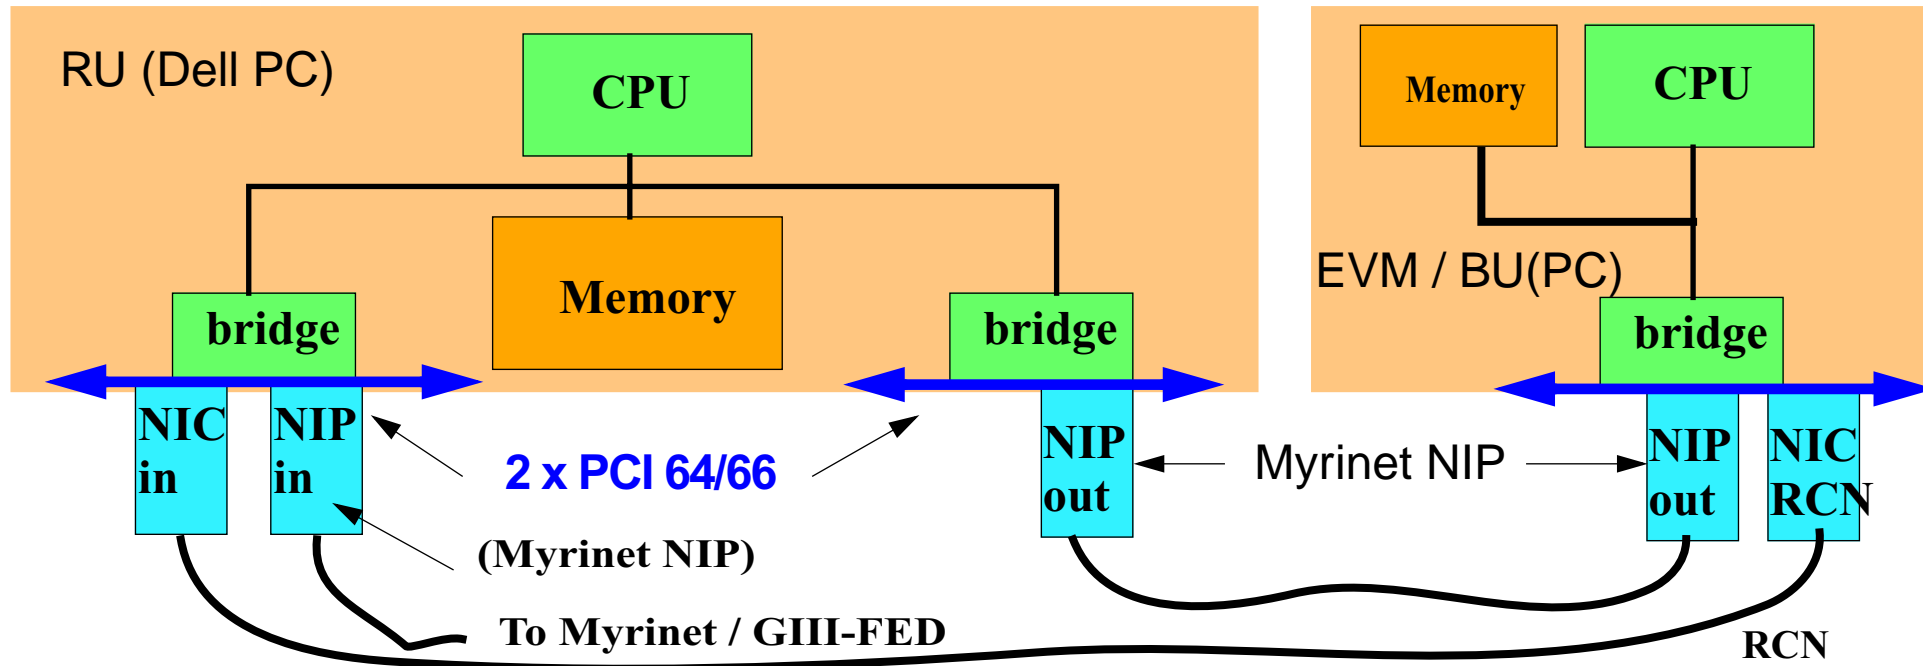 RU (Dell PC)
CPU
Memory
bridge
bridge
NIC
in
NIP
in
NIP
out
2 x PCI 64/66
(Myrinet NIP)
To Myrinet / GIII-FED
Myrinet NIP
Memory
CPU
EVM / BU(PC)
bridge
NIP
out
NIC
RCN
RCN